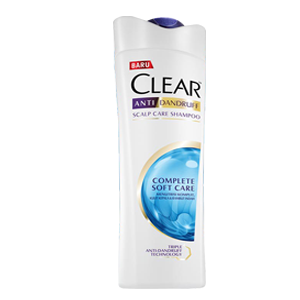 BARU
CLEAR
ANTI DANDRUFF
SCALP CARE SHAMPOO
COMPLETE
SOFT CARE
TRIPLE
ANTI-DANDRUFF
TECHNOLOGY